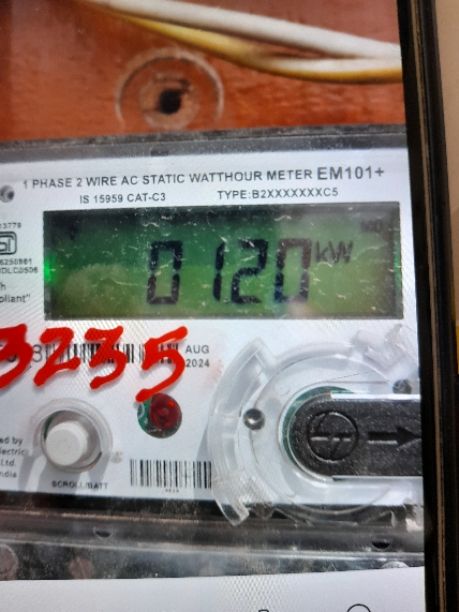 1 PHASE 2 WIRE AC STATIC WATTHOUR METER EM101+
IS 15959 CAT-C3 TYPE:B2XXXXXXXC5
MD
0120 kW
3235
AUG
2024
SCROLL/BATT